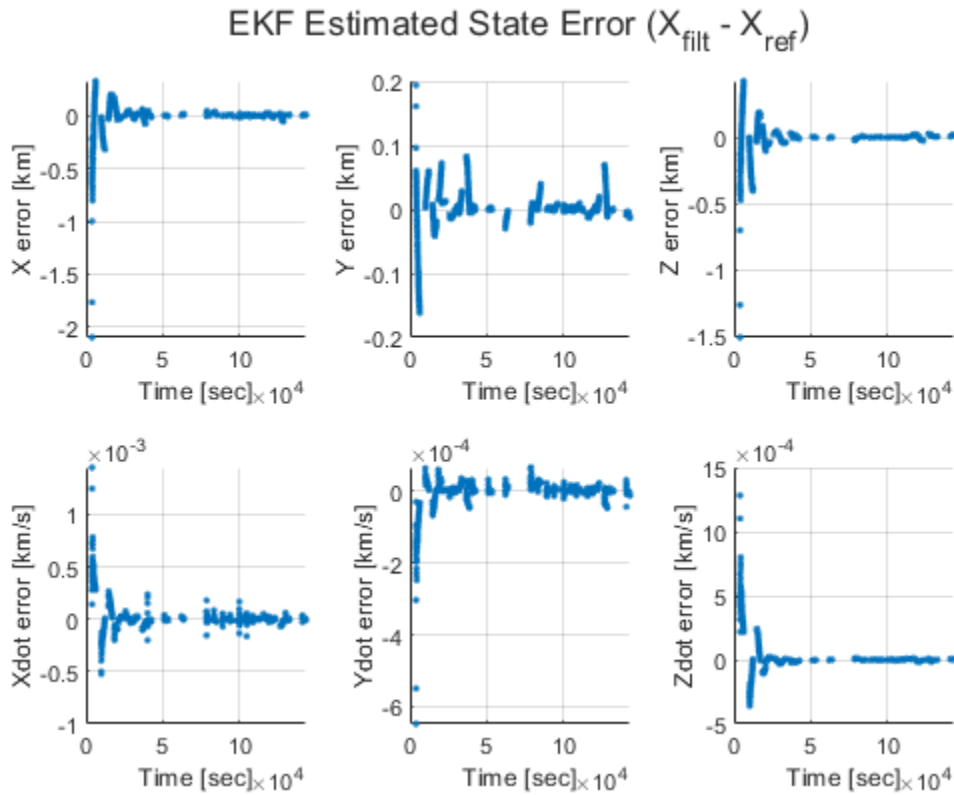 EKF Estimated State Error (X_filt - X_ref)
X error [km]
0
-0.5
-1
-1.5
-2
0 5 10
Time [sec] ×10^4
Y error [km]
0.2
0.1
0
-0.1
-0.2
0 5 10
Time [sec] ×10^4
Z error [km]
0
-0.5
-1
-1.5
0 5 10
Time [sec] ×10^4
×10^-3
Xdot error [km/s]
1
0.5
0
-0.5
-1
0 5 10
Time [sec] ×10^4
×10^-4
Ydot error [km/s]
0
-2
-4
-6
0 5 10
Time [sec] ×10^4
×10^-4
Zdot error [km/s]
15
10
5
0
-5
0 5 10
Time [sec] ×10^4